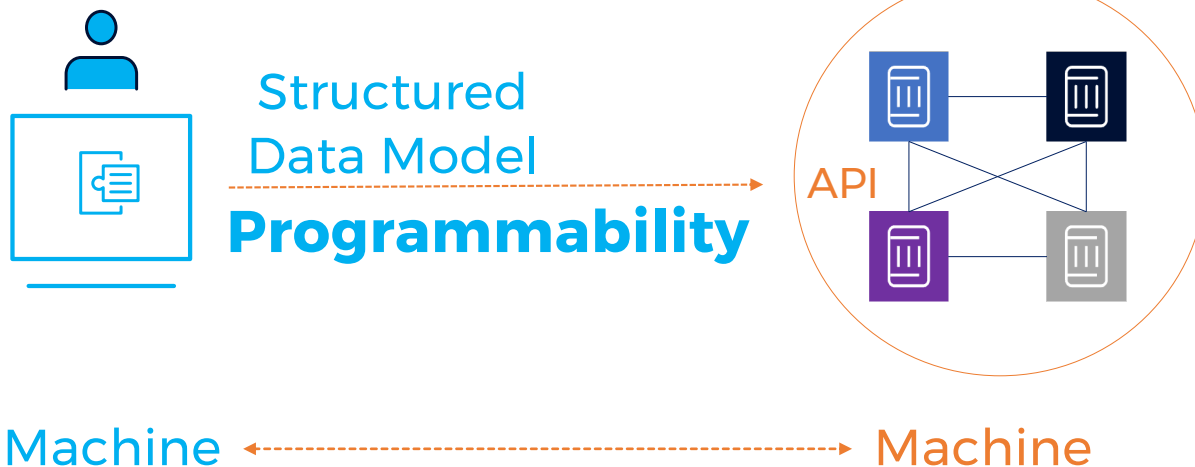 Structured
Data Model
Programmability
API
Machine
Machine